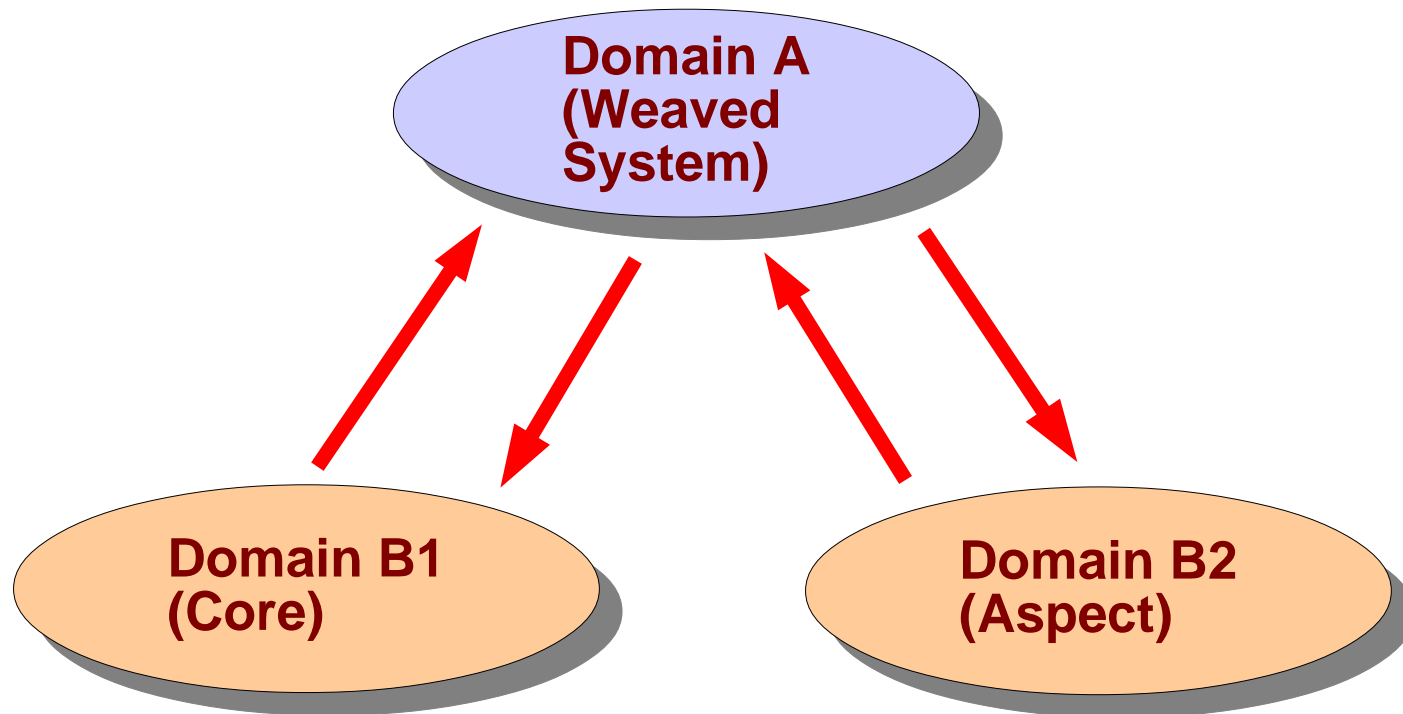 Domain A
(Weaved
System)
Domain B1
(Core)
Domain B2
(Aspect)